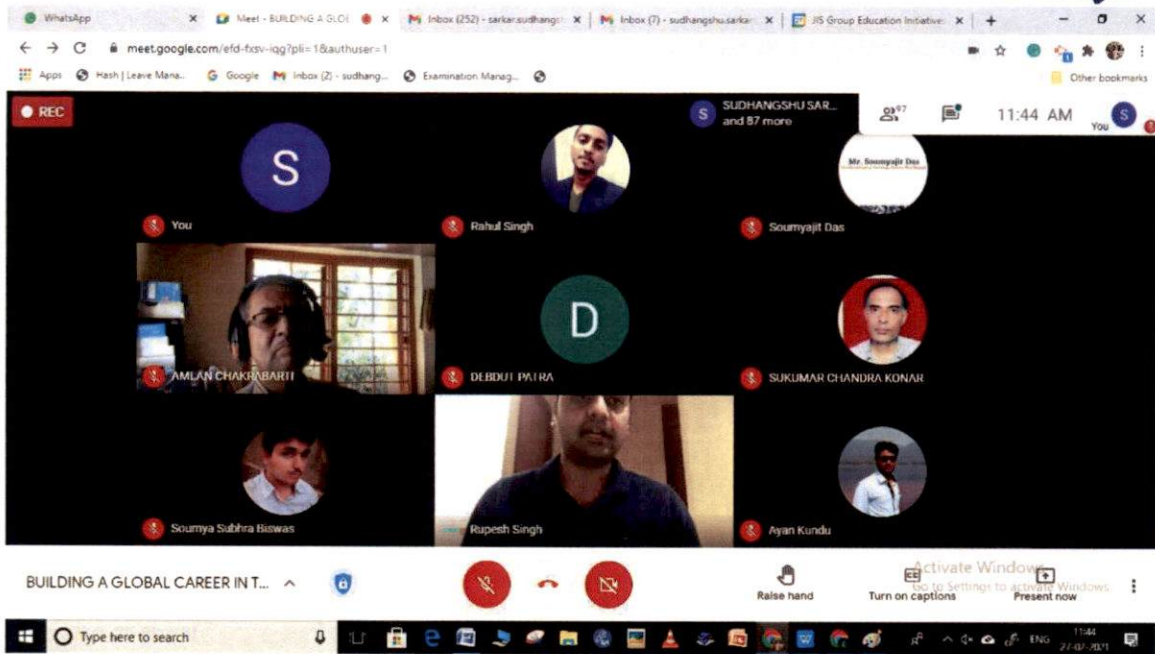 WhatsApp
Meet - BUILDING A GLOB
Inbox (252) - sarkar.sudhangs
Inbox (7) - sudhangshu.sarka
JIS Group Education Initiative
meet.google.com/efd-fxsv-iqg?pli=1&authuser=1
Apps
Hash | Leave Mana...
Google
Inbox (2) - sudhang...
Examination Manag...
Other bookmarks
REC
S
SUDHANGSHU SAR...
and 87 more
97
11:44 AM
You
S
S
You
Rahul Singh
Mr. Soumyajit Das
Soumyajit Das
AMLAN CHAKRABARTI
D
DEBDUT PATRA
SUKUMAR CHANDRA KONAR
Soumya Subhra Biswas
Rupesh Singh
Ayan Kundu
BUILDING A GLOBAL CAREER IN T...
Raise hand
CC
Turn on captions
Present now
Activate Windows
Go to Settings to activate Windows.
Type here to search
ENG
11:44
27-07-2021